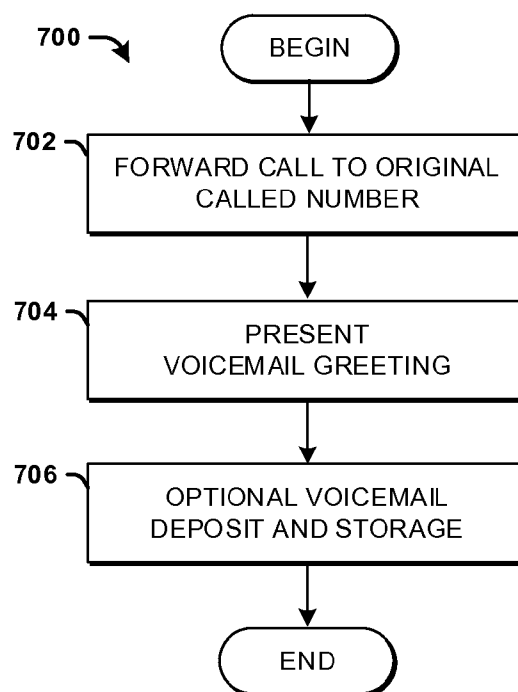 700
BEGIN
702
FORWARD CALL TO ORIGINAL
CALLED NUMBER
704
PRESENT
VOICEMAIL GREETING
706
OPTIONAL VOICEMAIL
DEPOSIT AND STORAGE
END